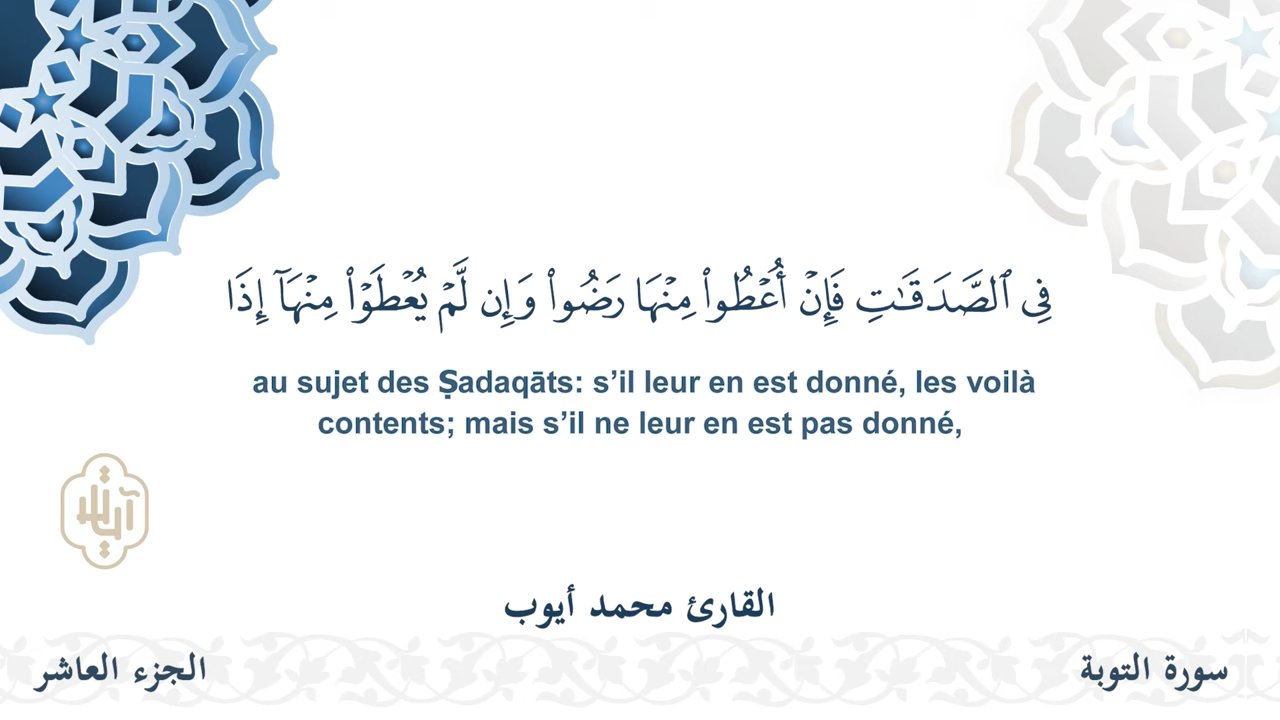 فِي ٱلصَّدَقَٰتِ فَإِنۡ أُعۡطُواْ مِنۡهَا رَضُواْ وَإِن لَّمۡ يُعۡطَوۡاْ مِنۡهَآ إِذَا
au sujet des Ṣadaqāts: s’il leur en est donné, les voilà
contents; mais s’il ne leur en est pas donné,
القارئ محمد أيوب
سورة التوبة
الجزء العاشر